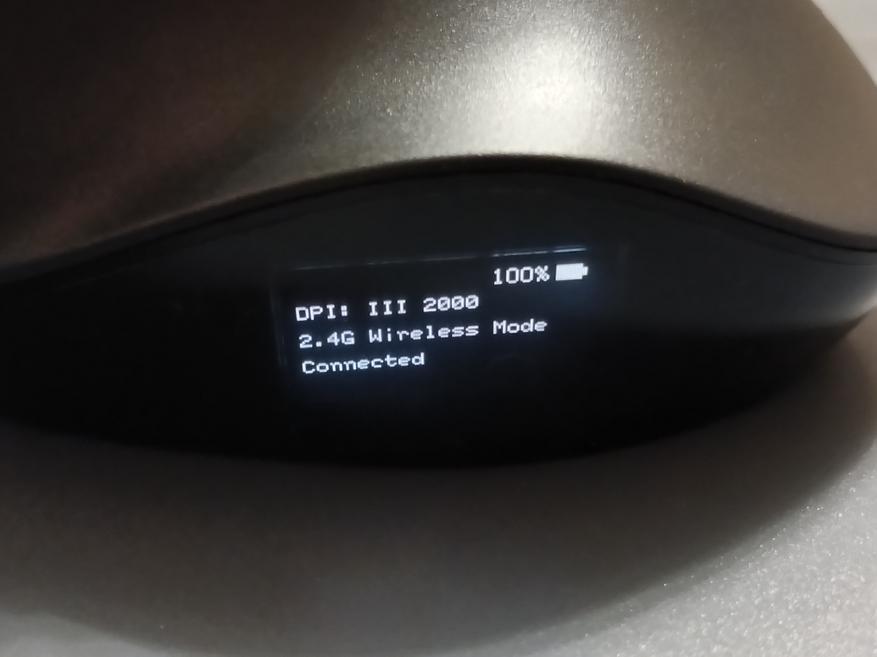 100%
DPI: III 2000
2.4G Wireless Mode
Connected